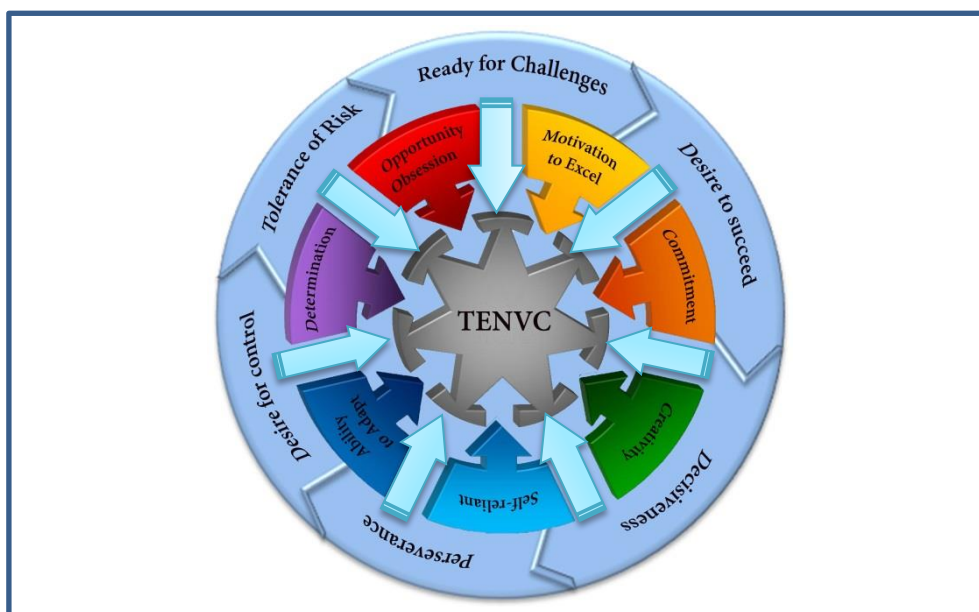 Ready for Challenges
Desire to succeed
Decisiveness
Perseverance
Desire for control
Tolerance of Risk
Opportunity
Obsession
Motivation
to Excel
Commitment
Creativity
Self-reliant
Ability
to Adapt
Determination
TENVC